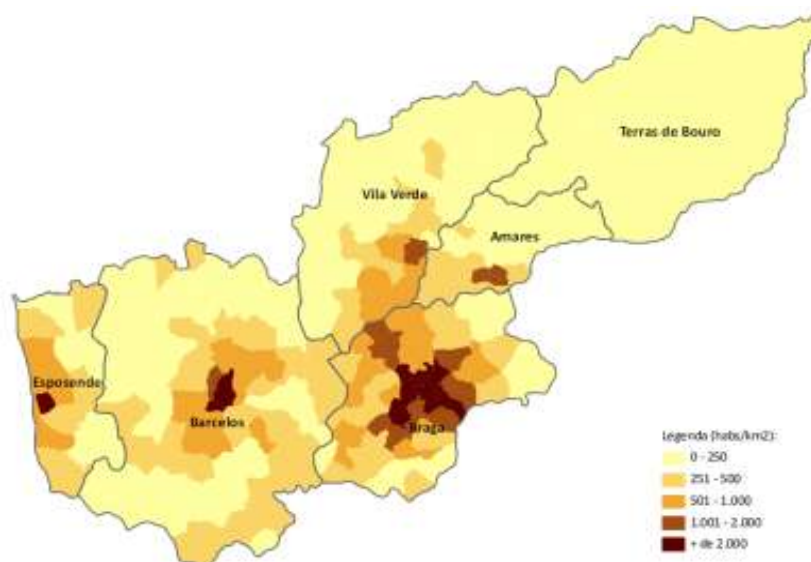 Terras de Bouro
Vila Verde
Amares
Esposende
Barcelos
Braga
Legenda (habs/km2):
0 - 250
251 - 500
501 - 1.000
1.001 - 2.000
+ de 2.000